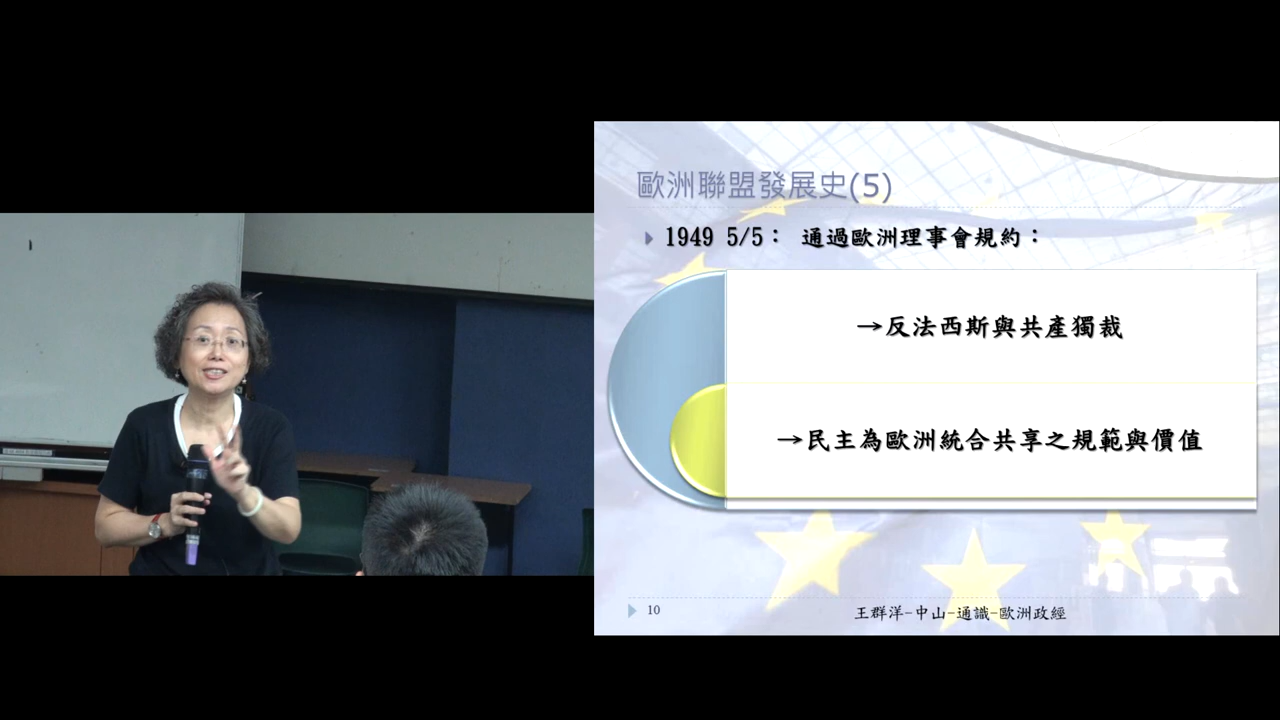 歐洲聯盟發展史(5)
1949 5/5： 通過歐洲理事會規約：
→反法西斯與共產獨裁
→民主為歐洲統合共享之規範與價值
10
王群洋-中山-通識-歐洲政經